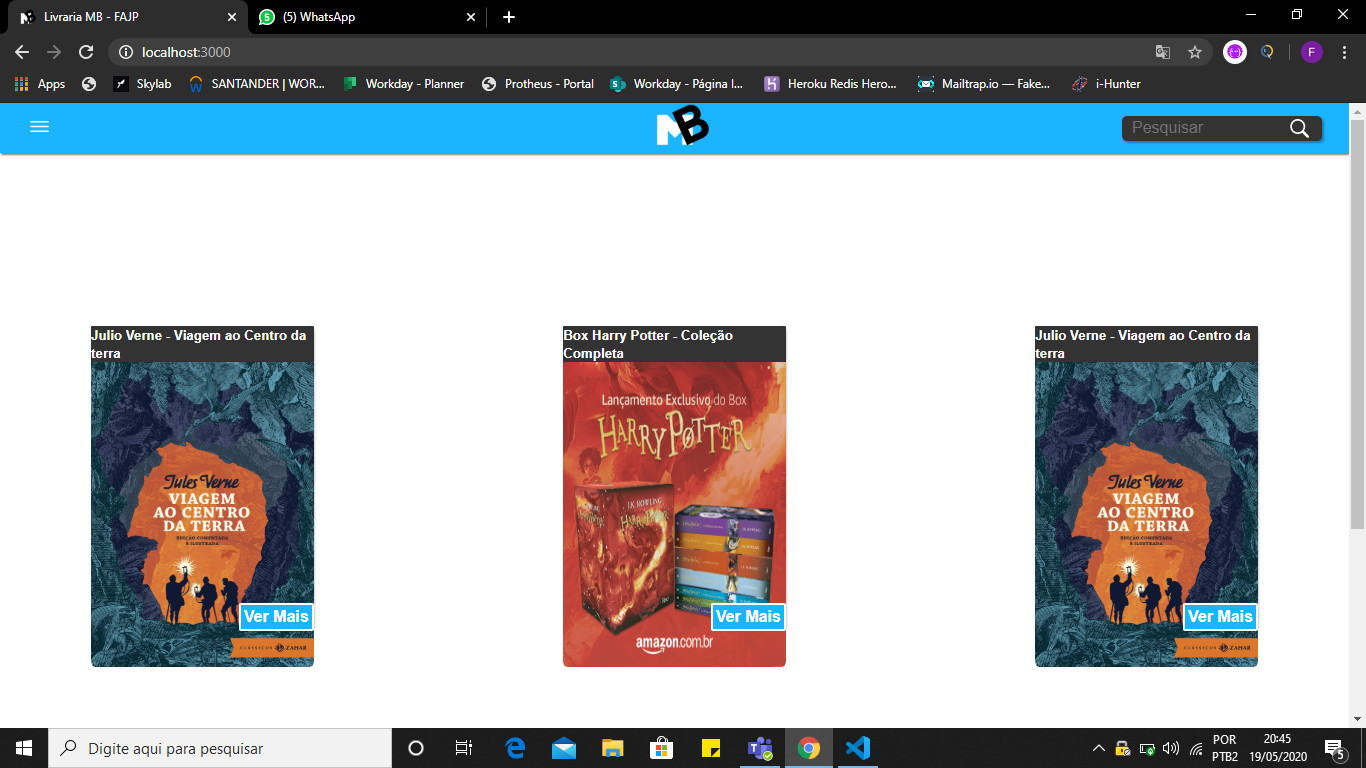 Livraria MB - FAJP
(5) WhatsApp
localhost:3000
F
Apps
Skylab
SANTANDER | WOR...
Workday - Planner
Protheus - Portal
Workday - Página I...
Heroku Redis Hero...
Mailtrap.io — Fake...
i-Hunter
MB
Pesquisar
Julio Verne - Viagem ao Centro da
terra
Jules Verne
VIAGEM
AO CENTRO
DA TERRA
EDIÇÃO COMENTADA
& ILUSTRADA
Ver Mais
CLÁSSICOS ZAHAR
Box Harry Potter - Coleção
Completa
Lançamento Exclusivo do Box
HARRY POTTER
J.K. ROWLING
HARRY POTTER
Ver Mais
amazon.com.br
Julio Verne - Viagem ao Centro da
terra
Jules Verne
VIAGEM
AO CENTRO
DA TERRA
EDIÇÃO COMENTADA
& ILUSTRADA
Ver Mais
CLÁSSICOS ZAHAR
Digite aqui para pesquisar
POR
PTB2
20:45
19/05/2020
5